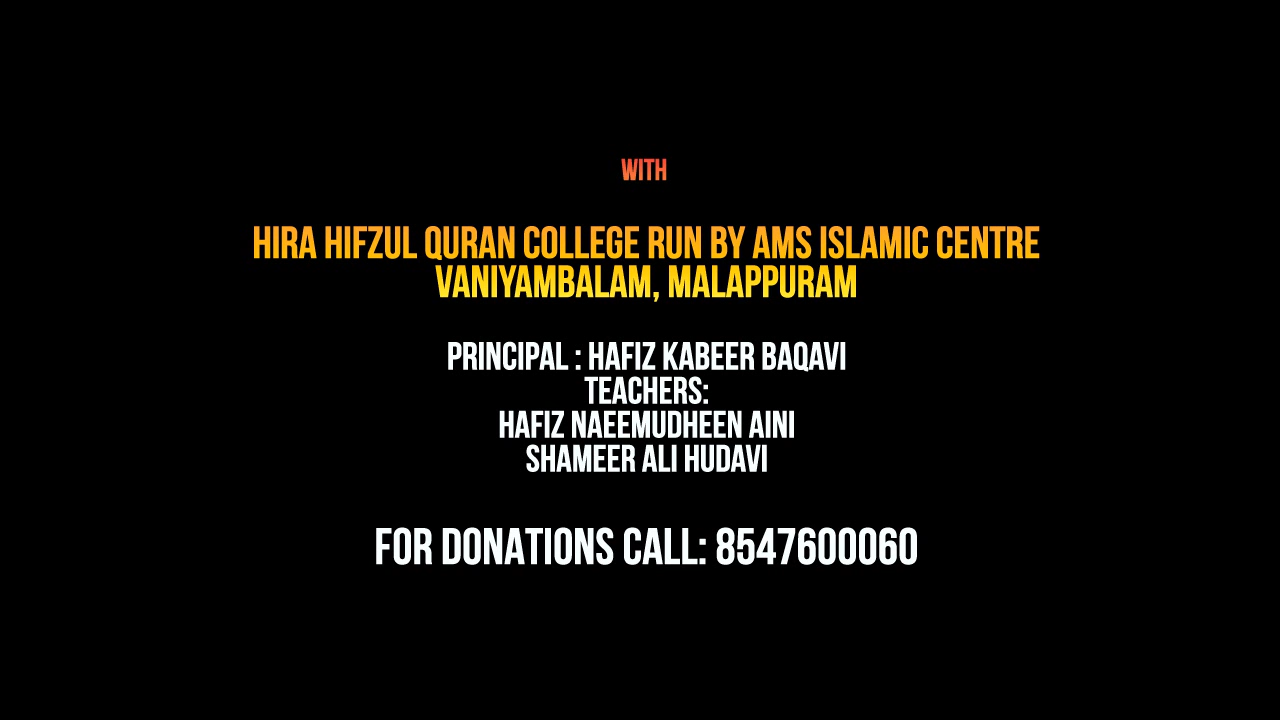 WITH
HIRA HIFZUL QURAN COLLEGE RUN BY AMS ISLAMIC CENTRE
VANIYAMBALAM, MALAPPURAM
PRINCIPAL : HAFIZ KABEER BAQAVI
TEACHERS:
HAFIZ NAEEMUDHEEN AINI
SHAMEER ALI HUDAVI
FOR DONATIONS CALL: 8547600060